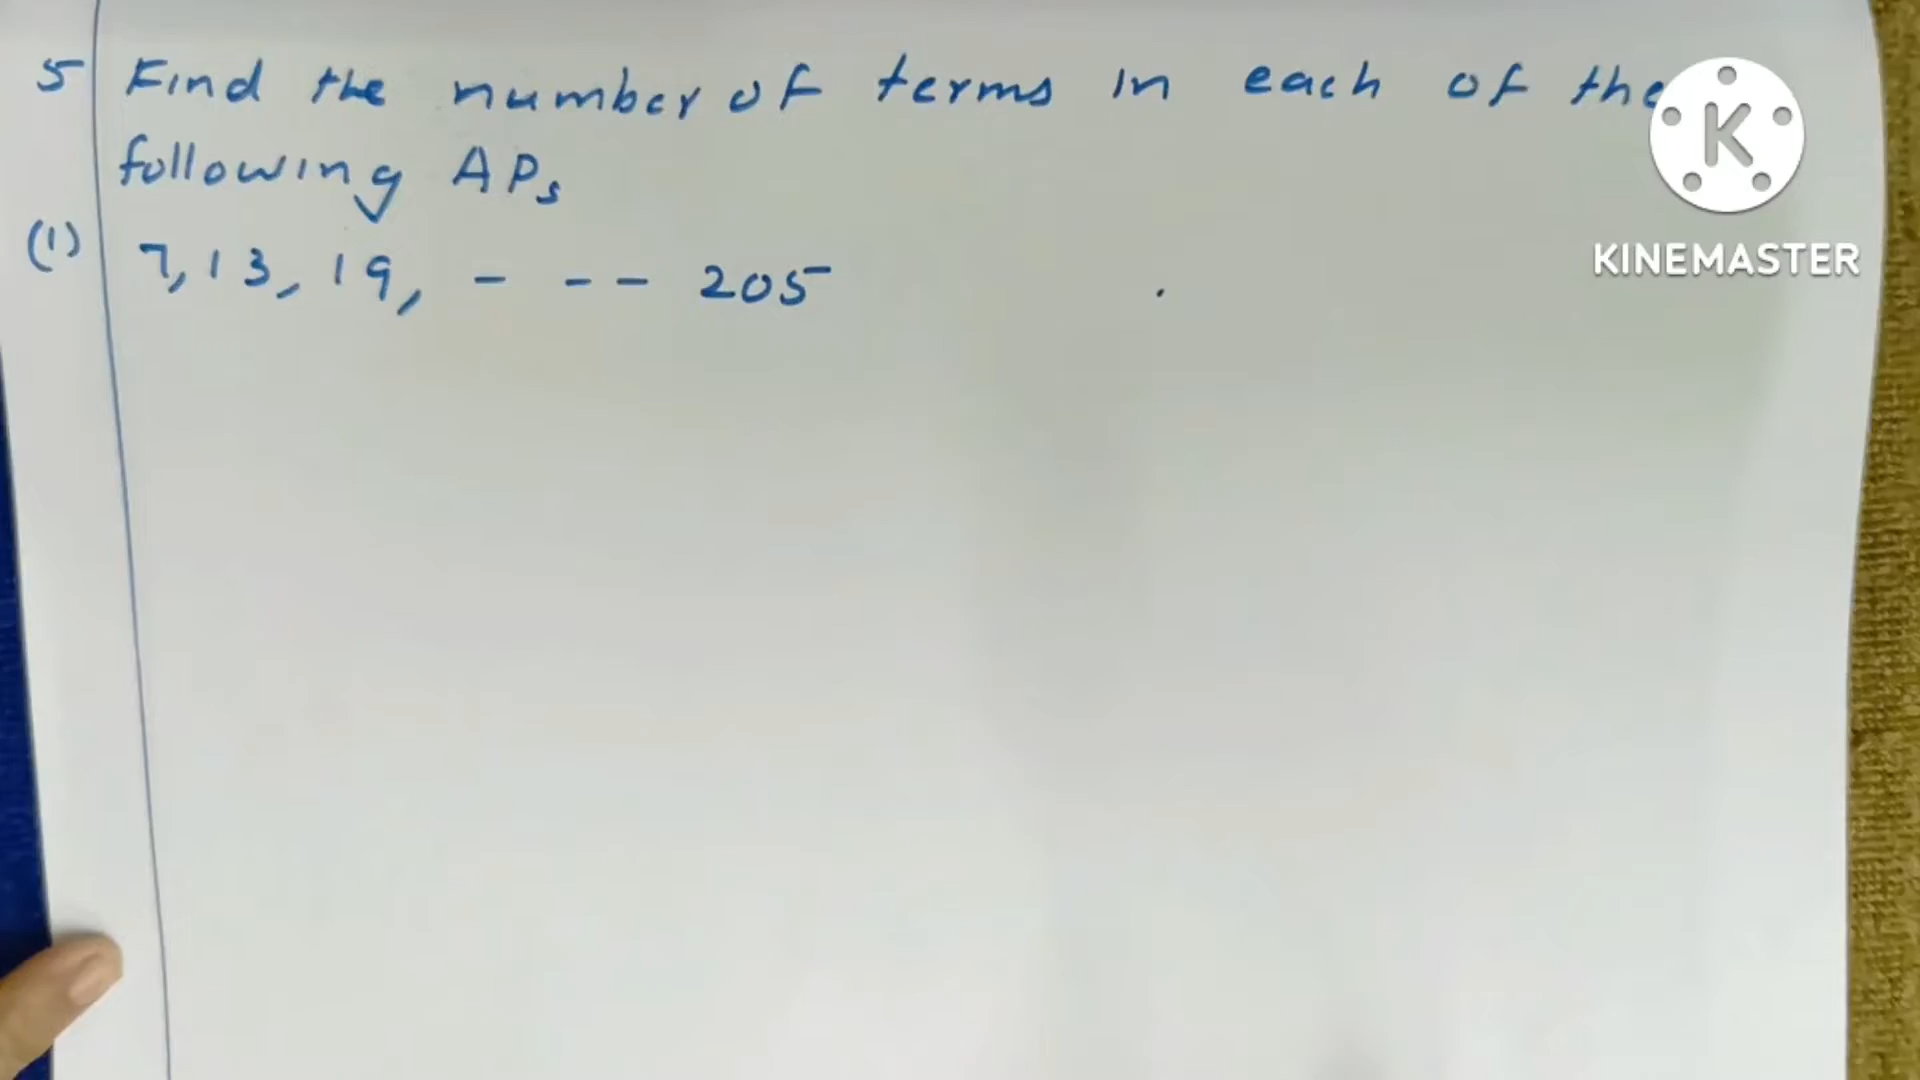 5 Find the number of terms in each of the
following APs
(1) 7, 13, 19, - - - 205
K
KINEMASTER